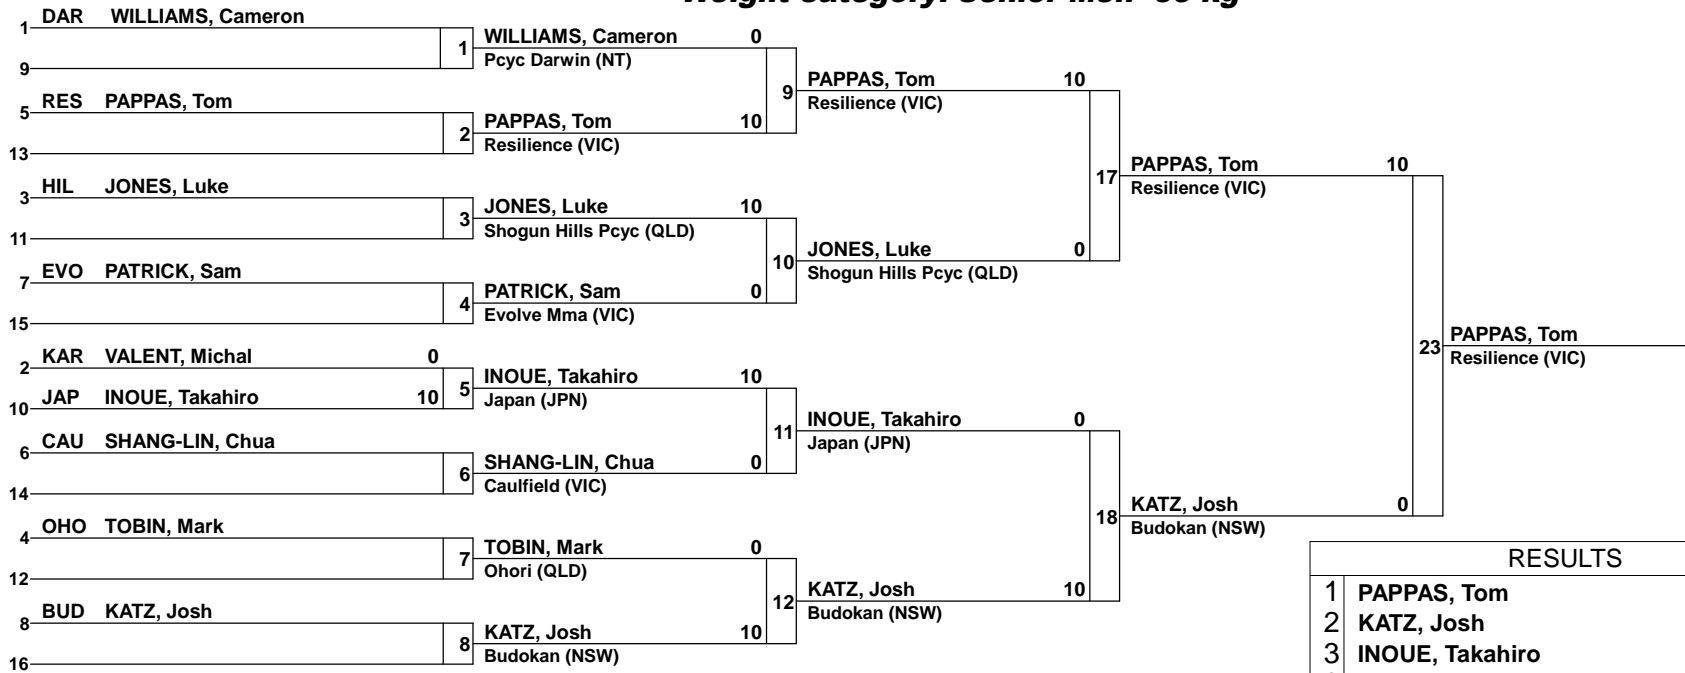 1 DAR WILLIAMS, Cameron
9
1 WILLIAMS, Cameron 0
Pcyc Darwin (NT)
5 RES PAPPAS, Tom
13
2 PAPPAS, Tom 10
Resilience (VIC)
9 PAPPAS, Tom 10
Resilience (VIC)
3 HIL JONES, Luke
11
3 JONES, Luke 10
Shogun Hills Pcyc (QLD)
7 EVO PATRICK, Sam
15
4 PATRICK, Sam 0
Evolve Mma (VIC)
10 JONES, Luke 0
Shogun Hills Pcyc (QLD)
17 PAPPAS, Tom 10
Resilience (VIC)
2 KAR VALENT, Michal 0
10 JAP INOUE, Takahiro 10
5 INOUE, Takahiro 10
Japan (JPN)
6 CAU SHANG-LIN, Chua
14
6 SHANG-LIN, Chua 0
Caulfield (VIC)
11 INOUE, Takahiro 0
Japan (JPN)
4 OHO TOBIN, Mark
12
7 TOBIN, Mark 0
Ohori (QLD)
8 BUD KATZ, Josh
16
8 KATZ, Josh 10
Budokan (NSW)
12 KATZ, Josh 10
Budokan (NSW)
18 KATZ, Josh 0
Budokan (NSW)
23 PAPPAS, Tom
Resilience (VIC)
RESULTS
1 PAPPAS, Tom
2 KATZ, Josh
3 INOUE, Takahiro